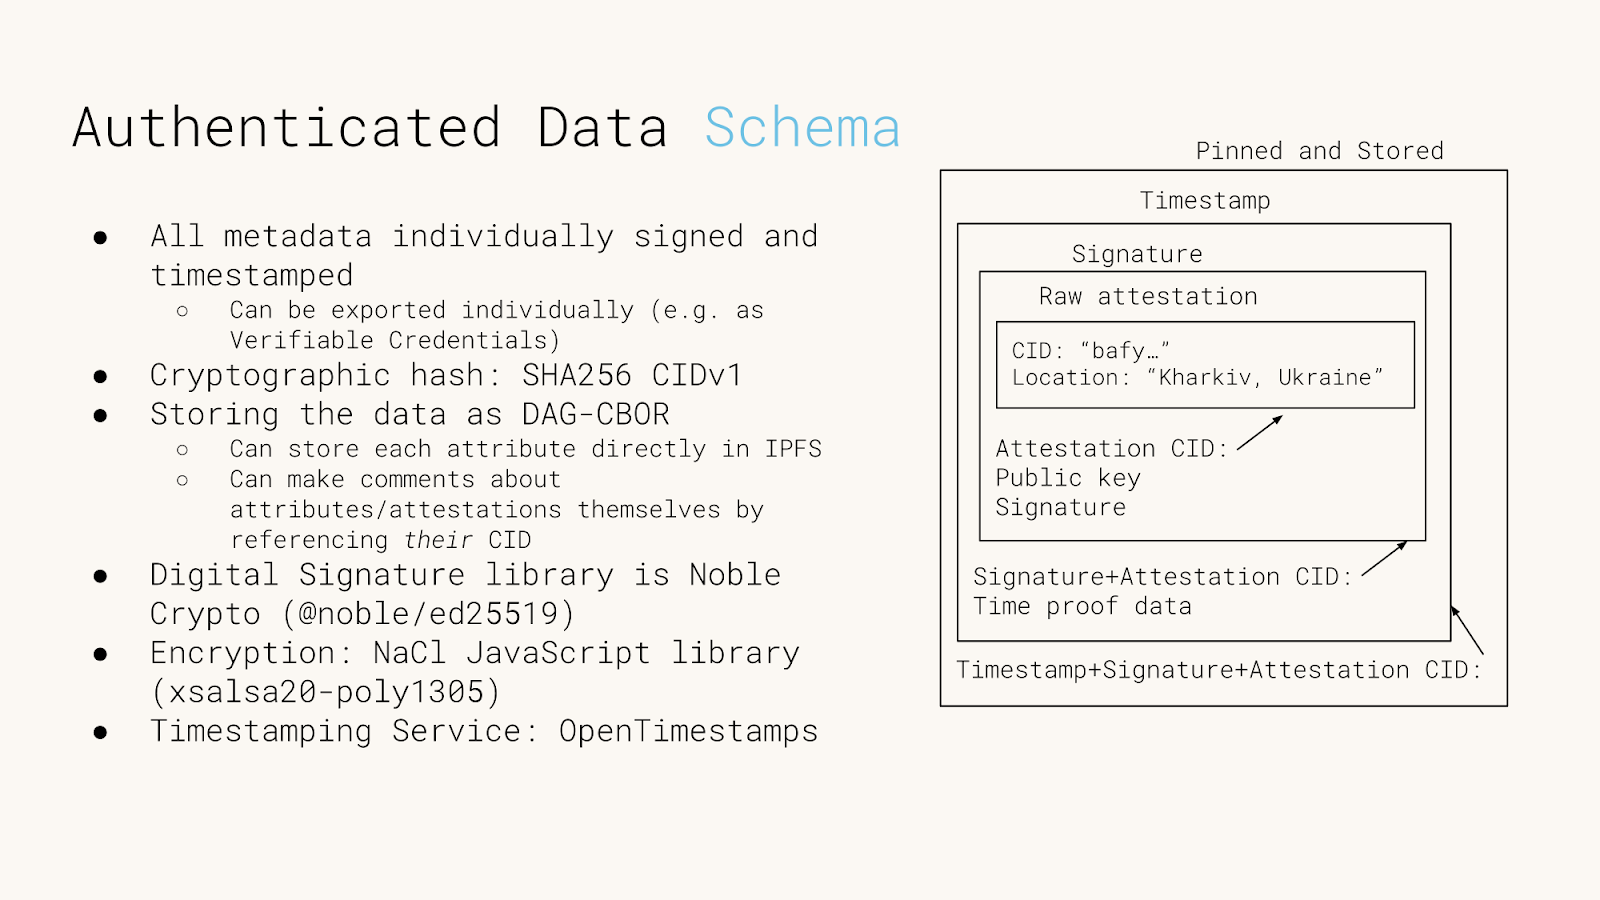 Authenticated Data Schema
● All metadata individually signed and
timestamped
○ Can be exported individually (e.g. as
Verifiable Credentials)
● Cryptographic hash: SHA256 CIDv1
● Storing the data as DAG-CBOR
○ Can store each attribute directly in IPFS
○ Can make comments about
attributes/attestations themselves by
referencing their CID
● Digital Signature library is Noble
Crypto (@noble/ed25519)
● Encryption: NaCl JavaScript library
(xsalsa20-poly1305)
● Timestamping Service: OpenTimestamps
Pinned and Stored
Timestamp
Signature
Raw attestation
CID: “bafy…”
Location: “Kharkiv, Ukraine”
Attestation CID:
Public key
Signature
Signature+Attestation CID:
Time proof data
Timestamp+Signature+Attestation CID: